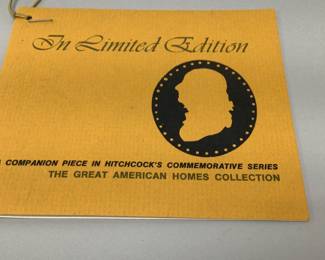 In Limited Edition
COMPANION PIECE IN HITCHCOCK'S COMMEMORATIVE SERIES
THE GREAT AMERICAN HOMES COLLECTION